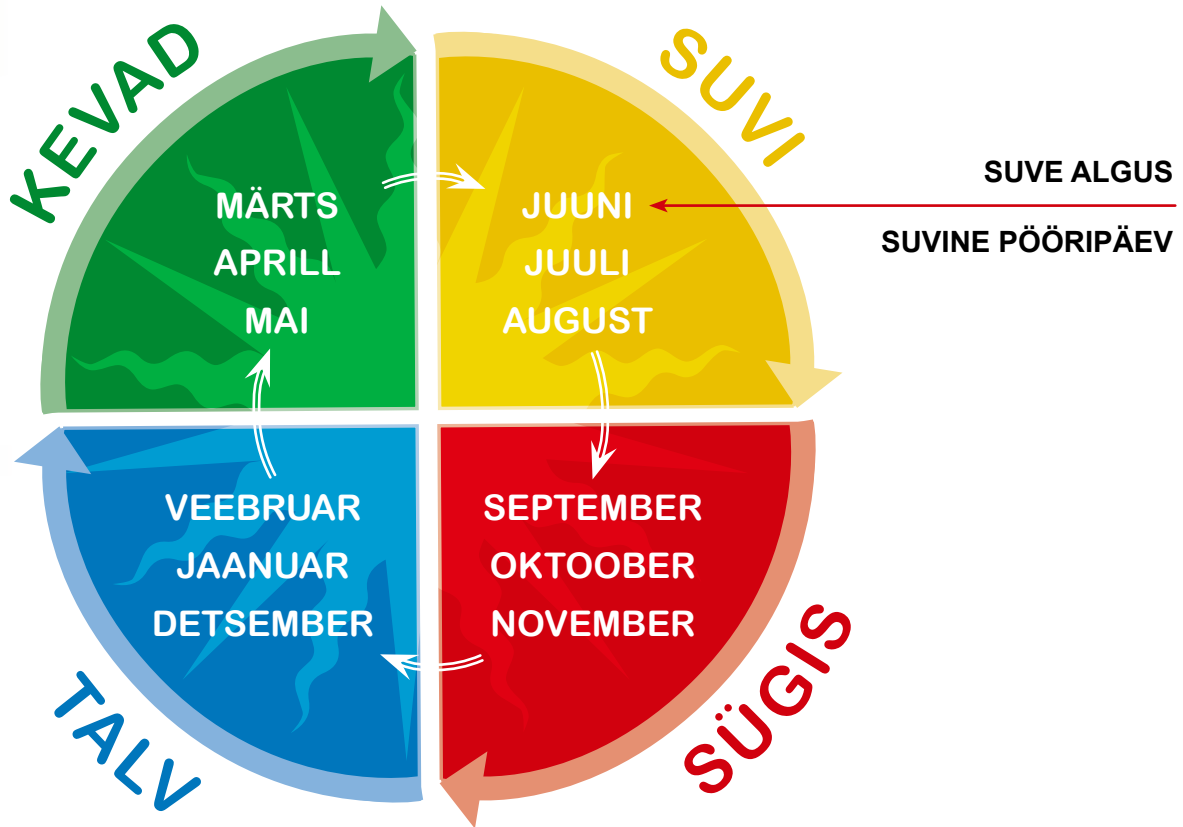 KEVAD
MÄRTS
APRILL
MAI
SUVI
JUUNI
JUULI
AUGUST
SUVE ALGUS
SUVINE PÖÖRIPÄEV
VEEBRUAR
JAANUAR
DETSEMBER
TALV
SEPTEMBER
OKTOOBER
NOVEMBER
SÜGIS